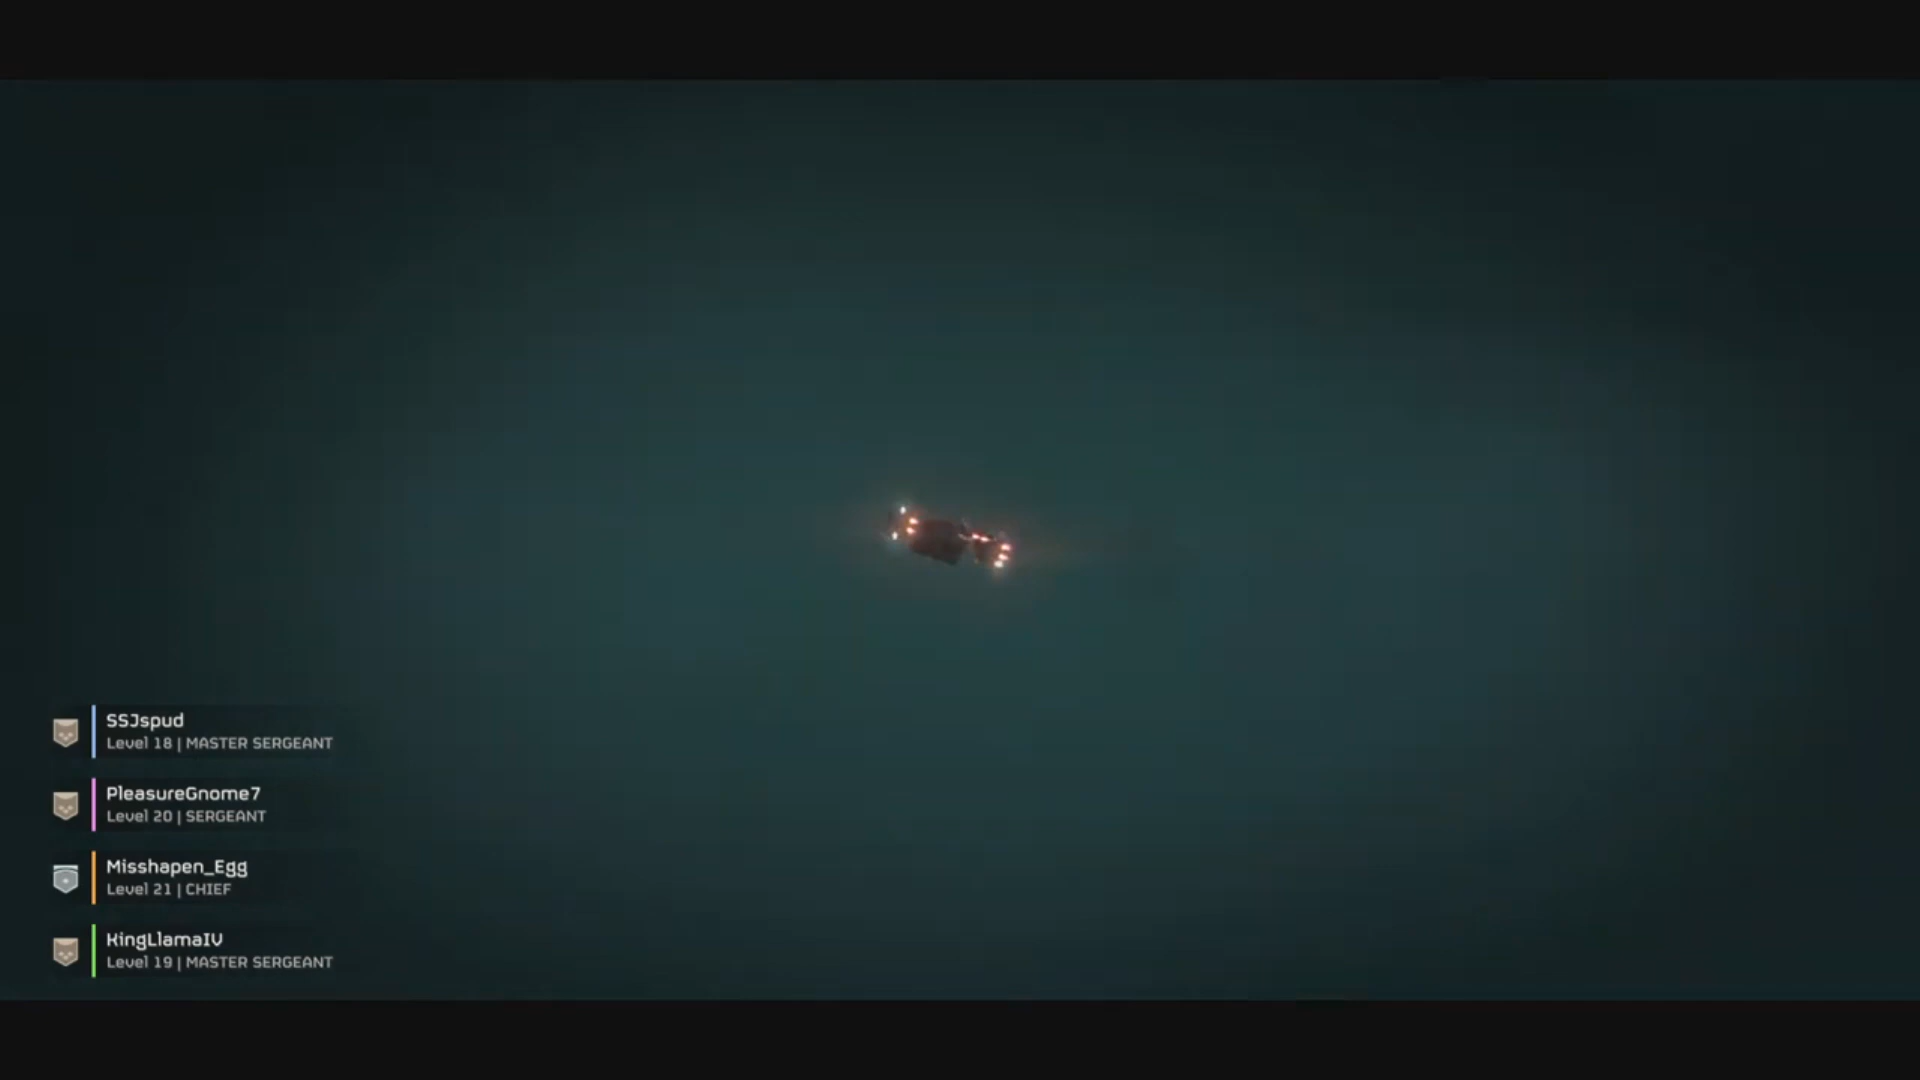 SSJspud
Level 18 | MASTER SERGEANT
PleasureGnome7
Level 20 | SERGEANT
Misshapen_Egg
Level 21 | CHIEF
KingLlamaIV
Level 19 | MASTER SERGEANT